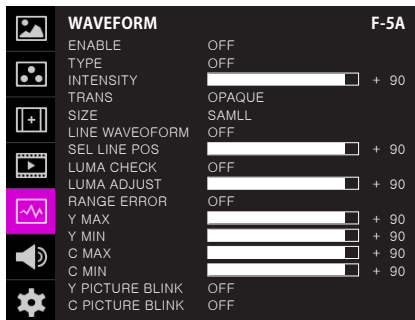 WAVEFORM F-5A
ENABLE OFF
TYPE OFF
INTENSITY + 90
TRANS OPAQUE
SIZE SAMLL
LINE WAVEOFORM OFF
SEL LINE POS + 90
LUMA CHECK OFF
LUMA ADJUST + 90
RANGE ERROR OFF
Y MAX + 90
Y MIN + 90
C MAX + 90
C MIN + 90
Y PICTURE BLINK OFF
C PICTURE BLINK OFF